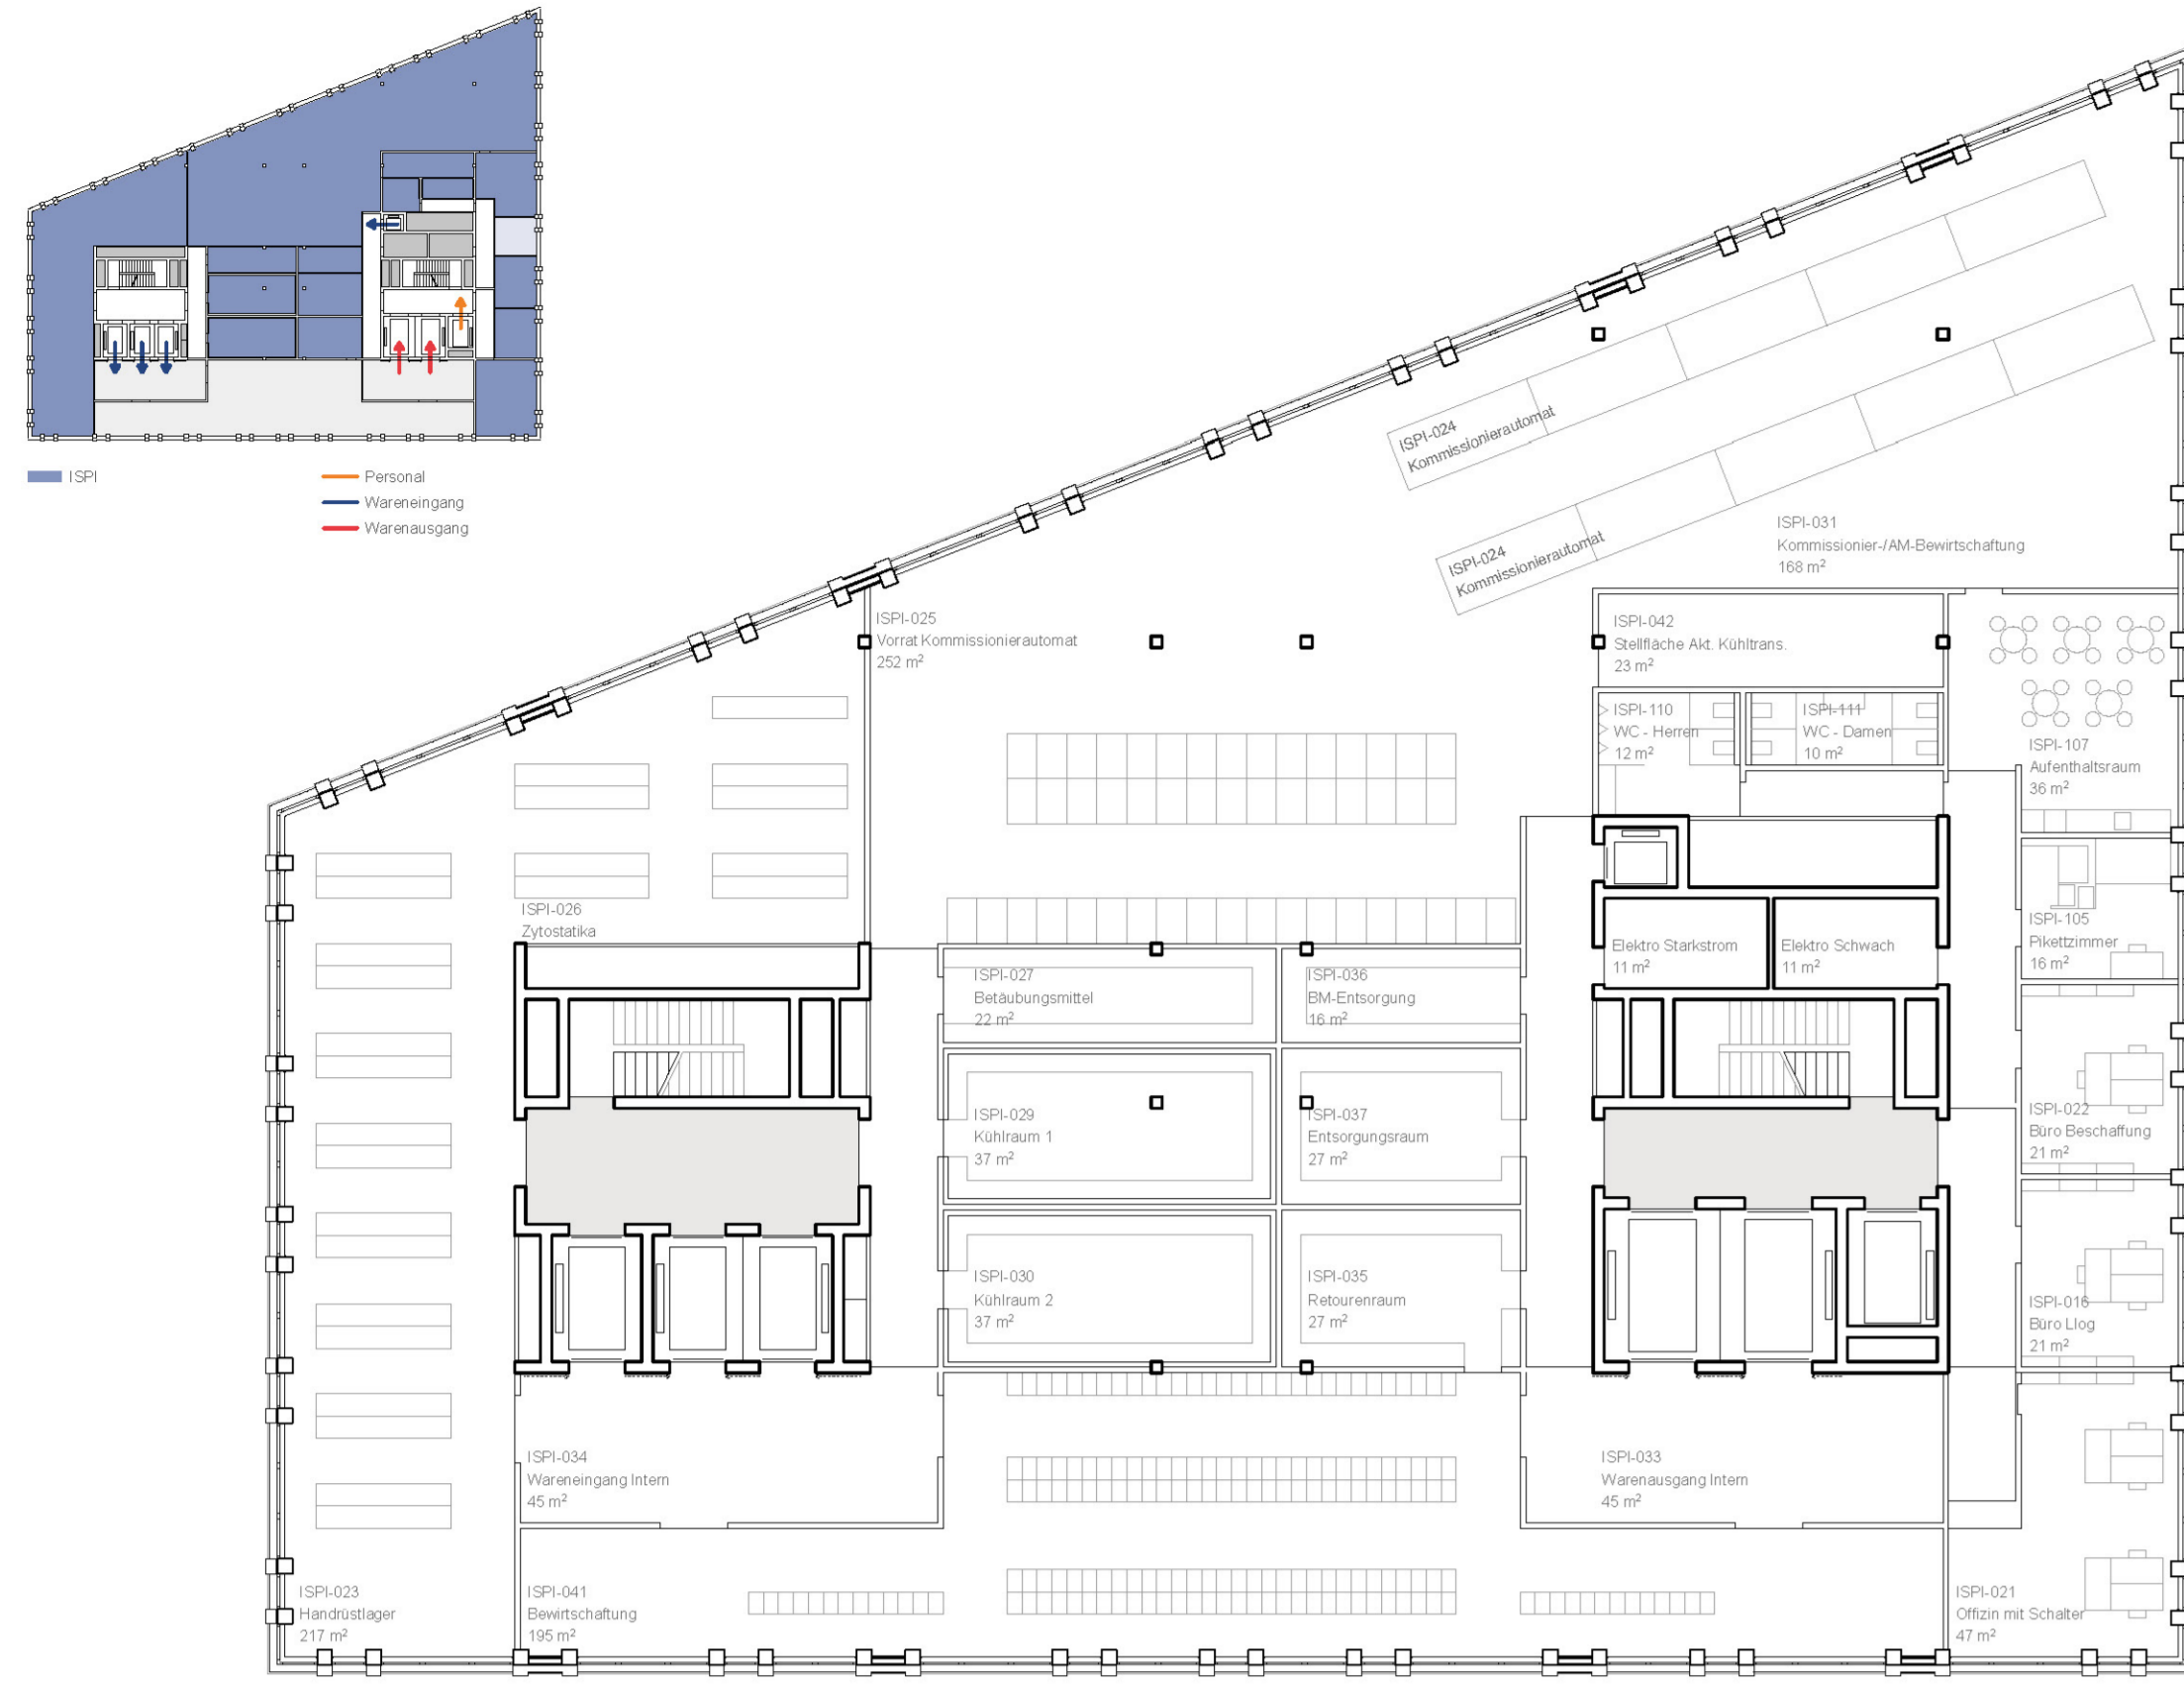 ISPI
Personal
Wareneingang
Warenausgang
ISPI-024
Kommissionierautomat
ISPI-024
Kommissionierautomat
ISPI-031
Kommissionier-/AM-Bewirtschaftung
168 m²
ISPI-025
Vorrat Kommissionierautomat
252 m²
ISPI-042
Stellfläche Akt. Kühltrans.
23 m²
ISPI-110
WC - Herren
12 m²
ISPI-111
WC - Damen
10 m²
ISPI-107
Aufenthaltsraum
36 m²
ISPI-026
Zytostatika
ISPI-105
Pikettzimmer
16 m²
Elektro Starkstrom
11 m²
Elektro Schwach
11 m²
ISPI-027
Betäubungsmittel
22 m²
ISPI-036
BM-Entsorgung
16 m²
ISPI-029
Kühlraum 1
37 m²
ISPI-037
Entsorgungsraum
27 m²
ISPI-022
Büro Beschaffung
21 m²
ISPI-030
Kühlraum 2
37 m²
ISPI-035
Retourenraum
27 m²
ISPI-016
Büro Llog
21 m²
ISPI-034
Wareneingang Intern
45 m²
ISPI-033
Warenausgang Intern
45 m²
ISPI-023
Handrüstlager
217 m²
ISPI-041
Bewirtschaftung
195 m²
ISPI-021
Offizin mit Schalter
47 m²